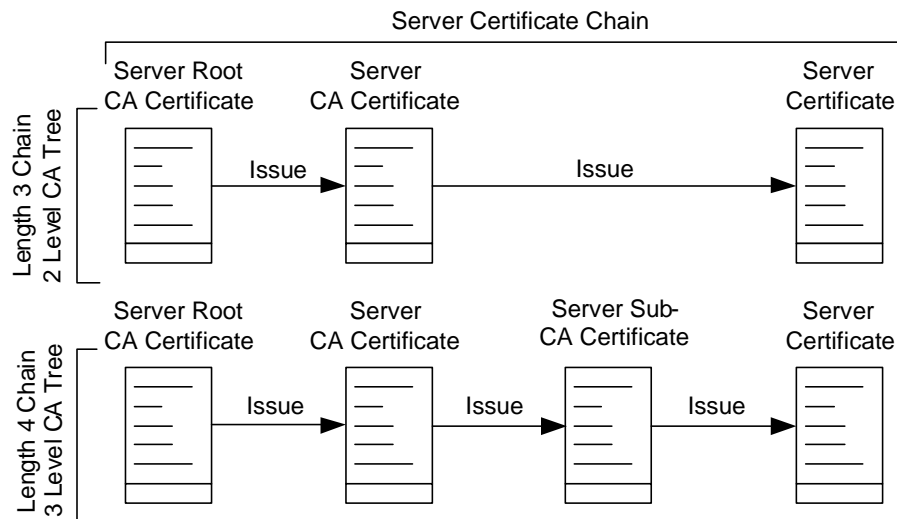 Server Certificate Chain
Server Root
CA Certificate
Server
CA Certificate
Server
Certificate
Length 3 Chain
2 Level CA Tree
Issue
Issue
Server Root
CA Certificate
Server
CA Certificate
Server Sub-
CA Certificate
Server
Certificate
Length 4 Chain
3 Level CA Tree
Issue
Issue
Issue